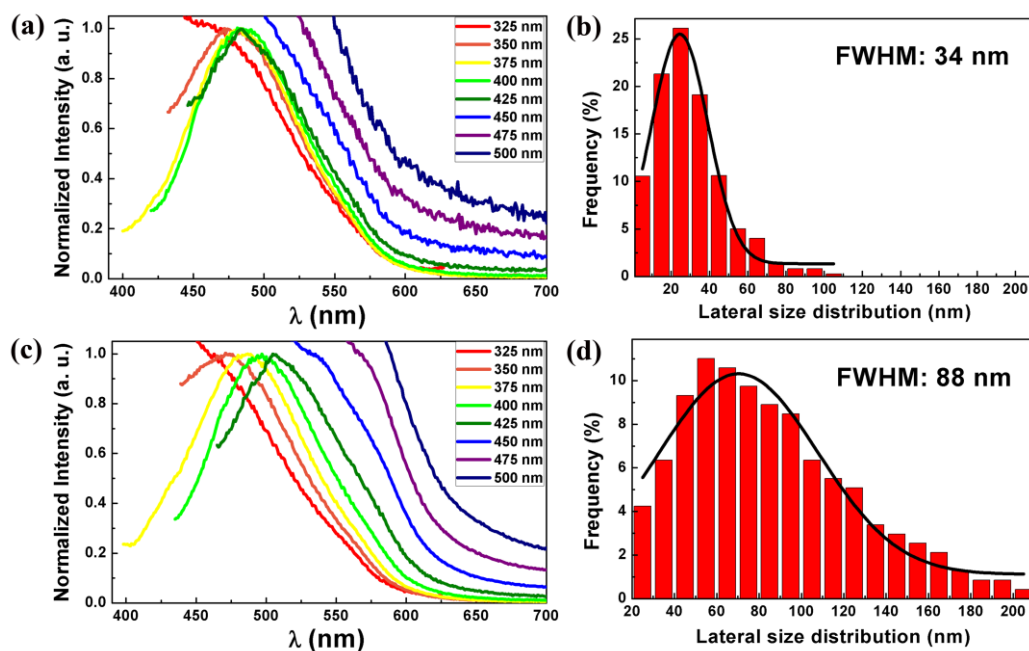 (a)
Normalized Intensity (a. u.)
1.0
0.8
0.6
0.4
0.2
0.0
400 450 500 550 600 650 700
λ (nm)
325 nm
350 nm
375 nm
400 nm
425 nm
450 nm
475 nm
500 nm
(b)
FWHM: 34 nm
Frequency (%)
25
20
15
10
5
0
20 40 60 80 100 120 140 160 180 200
Lateral size distribution (nm)
(c)
Normalized Intensity (a. u.)
1.0
0.8
0.6
0.4
0.2
0.0
400 450 500 550 600 650 700
λ (nm)
325 nm
350 nm
375 nm
400 nm
425 nm
450 nm
475 nm
500 nm
(d)
FWHM: 88 nm
Frequency (%)
10
8
6
4
2
0
20 40 60 80 100 120 140 160 180 200
Lateral size distribution (nm)